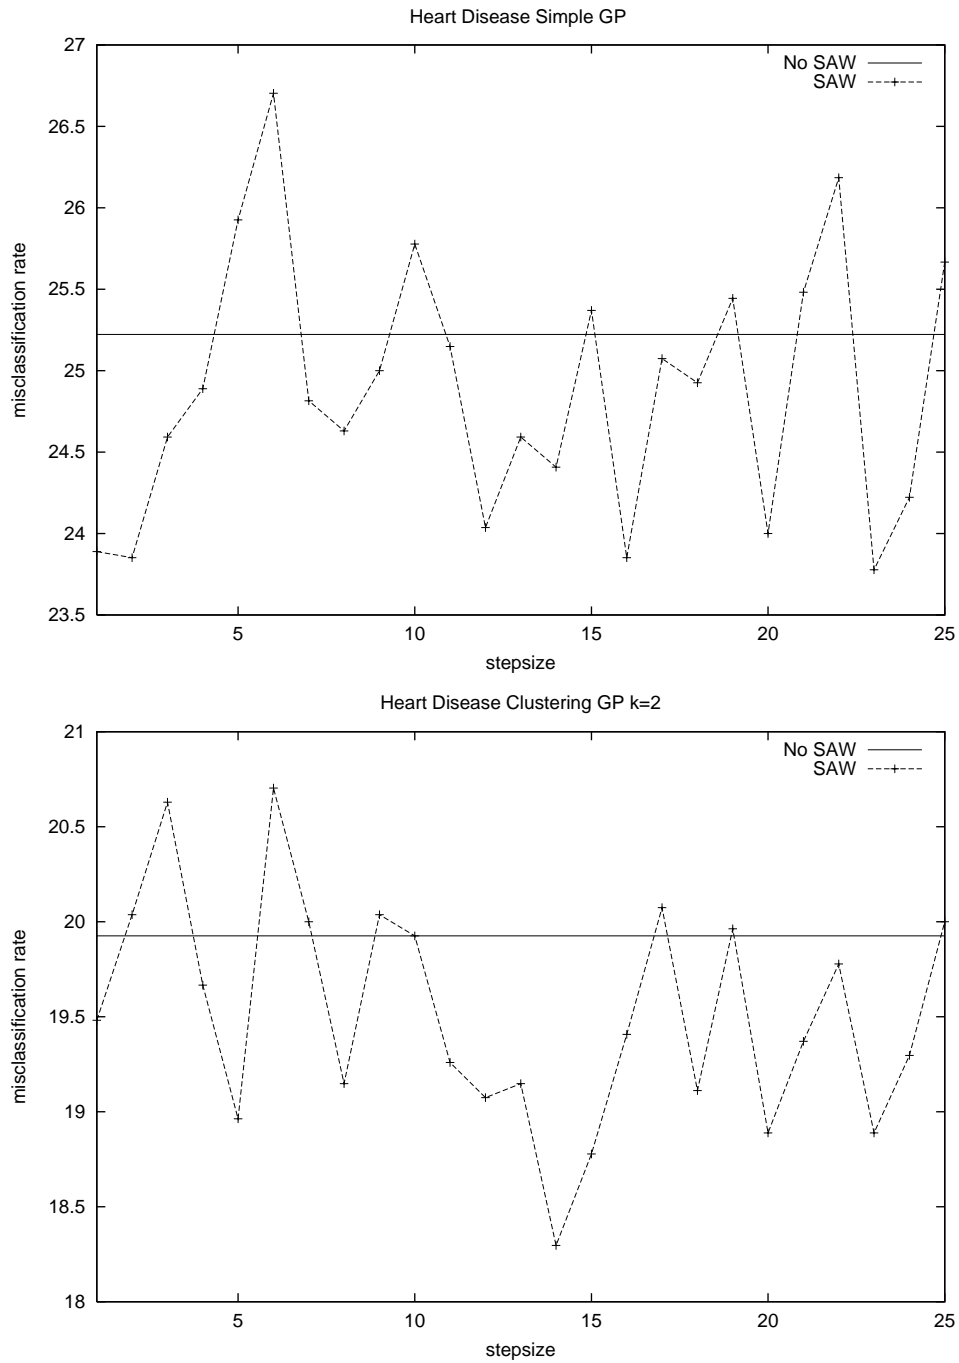 Heart Disease Simple GP
27
26.5
26
25.5
25
24.5
24
23.5
misclassification rate
No SAW
SAW
5 10 15 20 25
stepsize
Heart Disease Clustering GP k=2
21
20.5
20
19.5
19
18.5
18
misclassification rate
No SAW
SAW
5 10 15 20 25
stepsize